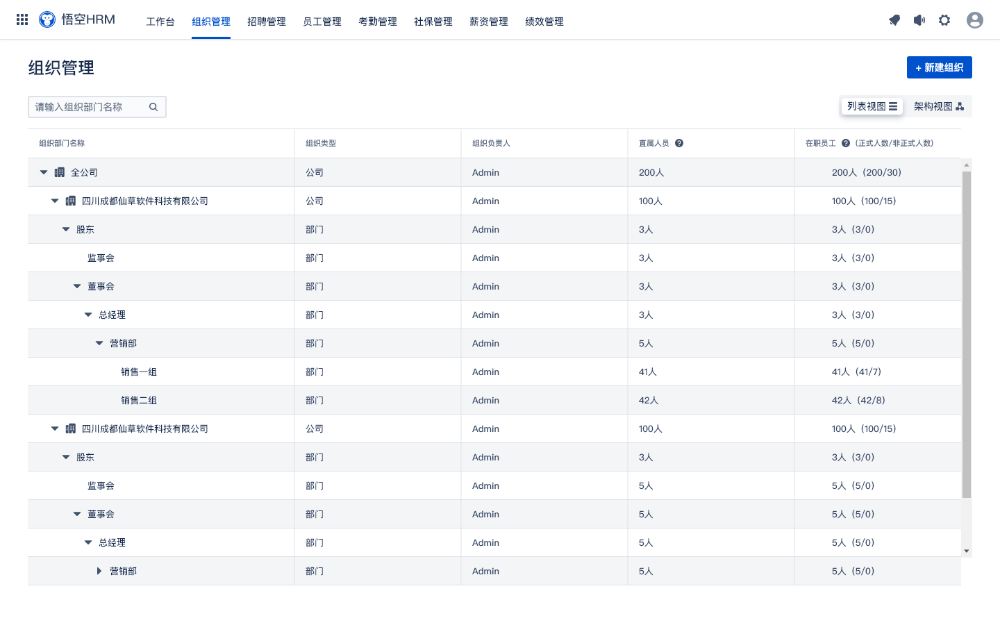 悟空HRM 工作台 组织管理 招聘管理 员工管理 考勤管理 社保管理 薪资管理 绩效管理
组织管理
+ 新建组织
请输入组织部门名称
列表视图 架构视图
组织部门名称 组织类型 组织负责人 直属人员 在职员工 (正式人数/非正式人数)
全公司 公司 Admin 200人 200人 (200/30)
四川成都仙草软件科技有限公司 公司 Admin 100人 100人 (100/15)
股东 部门 Admin 3人 3人 (3/0)
监事会 部门 Admin 3人 3人 (3/0)
董事会 部门 Admin 3人 3人 (3/0)
总经理 部门 Admin 3人 3人 (3/0)
营销部 部门 Admin 5人 5人 (5/0)
销售一组 部门 Admin 41人 41人 (41/7)
销售二组 部门 Admin 42人 42人 (42/8)
四川成都仙草软件科技有限公司 公司 Admin 100人 100人 (100/15)
股东 部门 Admin 3人 3人 (3/0)
监事会 部门 Admin 5人 5人 (5/0)
董事会 部门 Admin 5人 5人 (5/0)
总经理 部门 Admin 5人 5人 (5/0)
营销部 部门 Admin 5人 5人 (5/0)